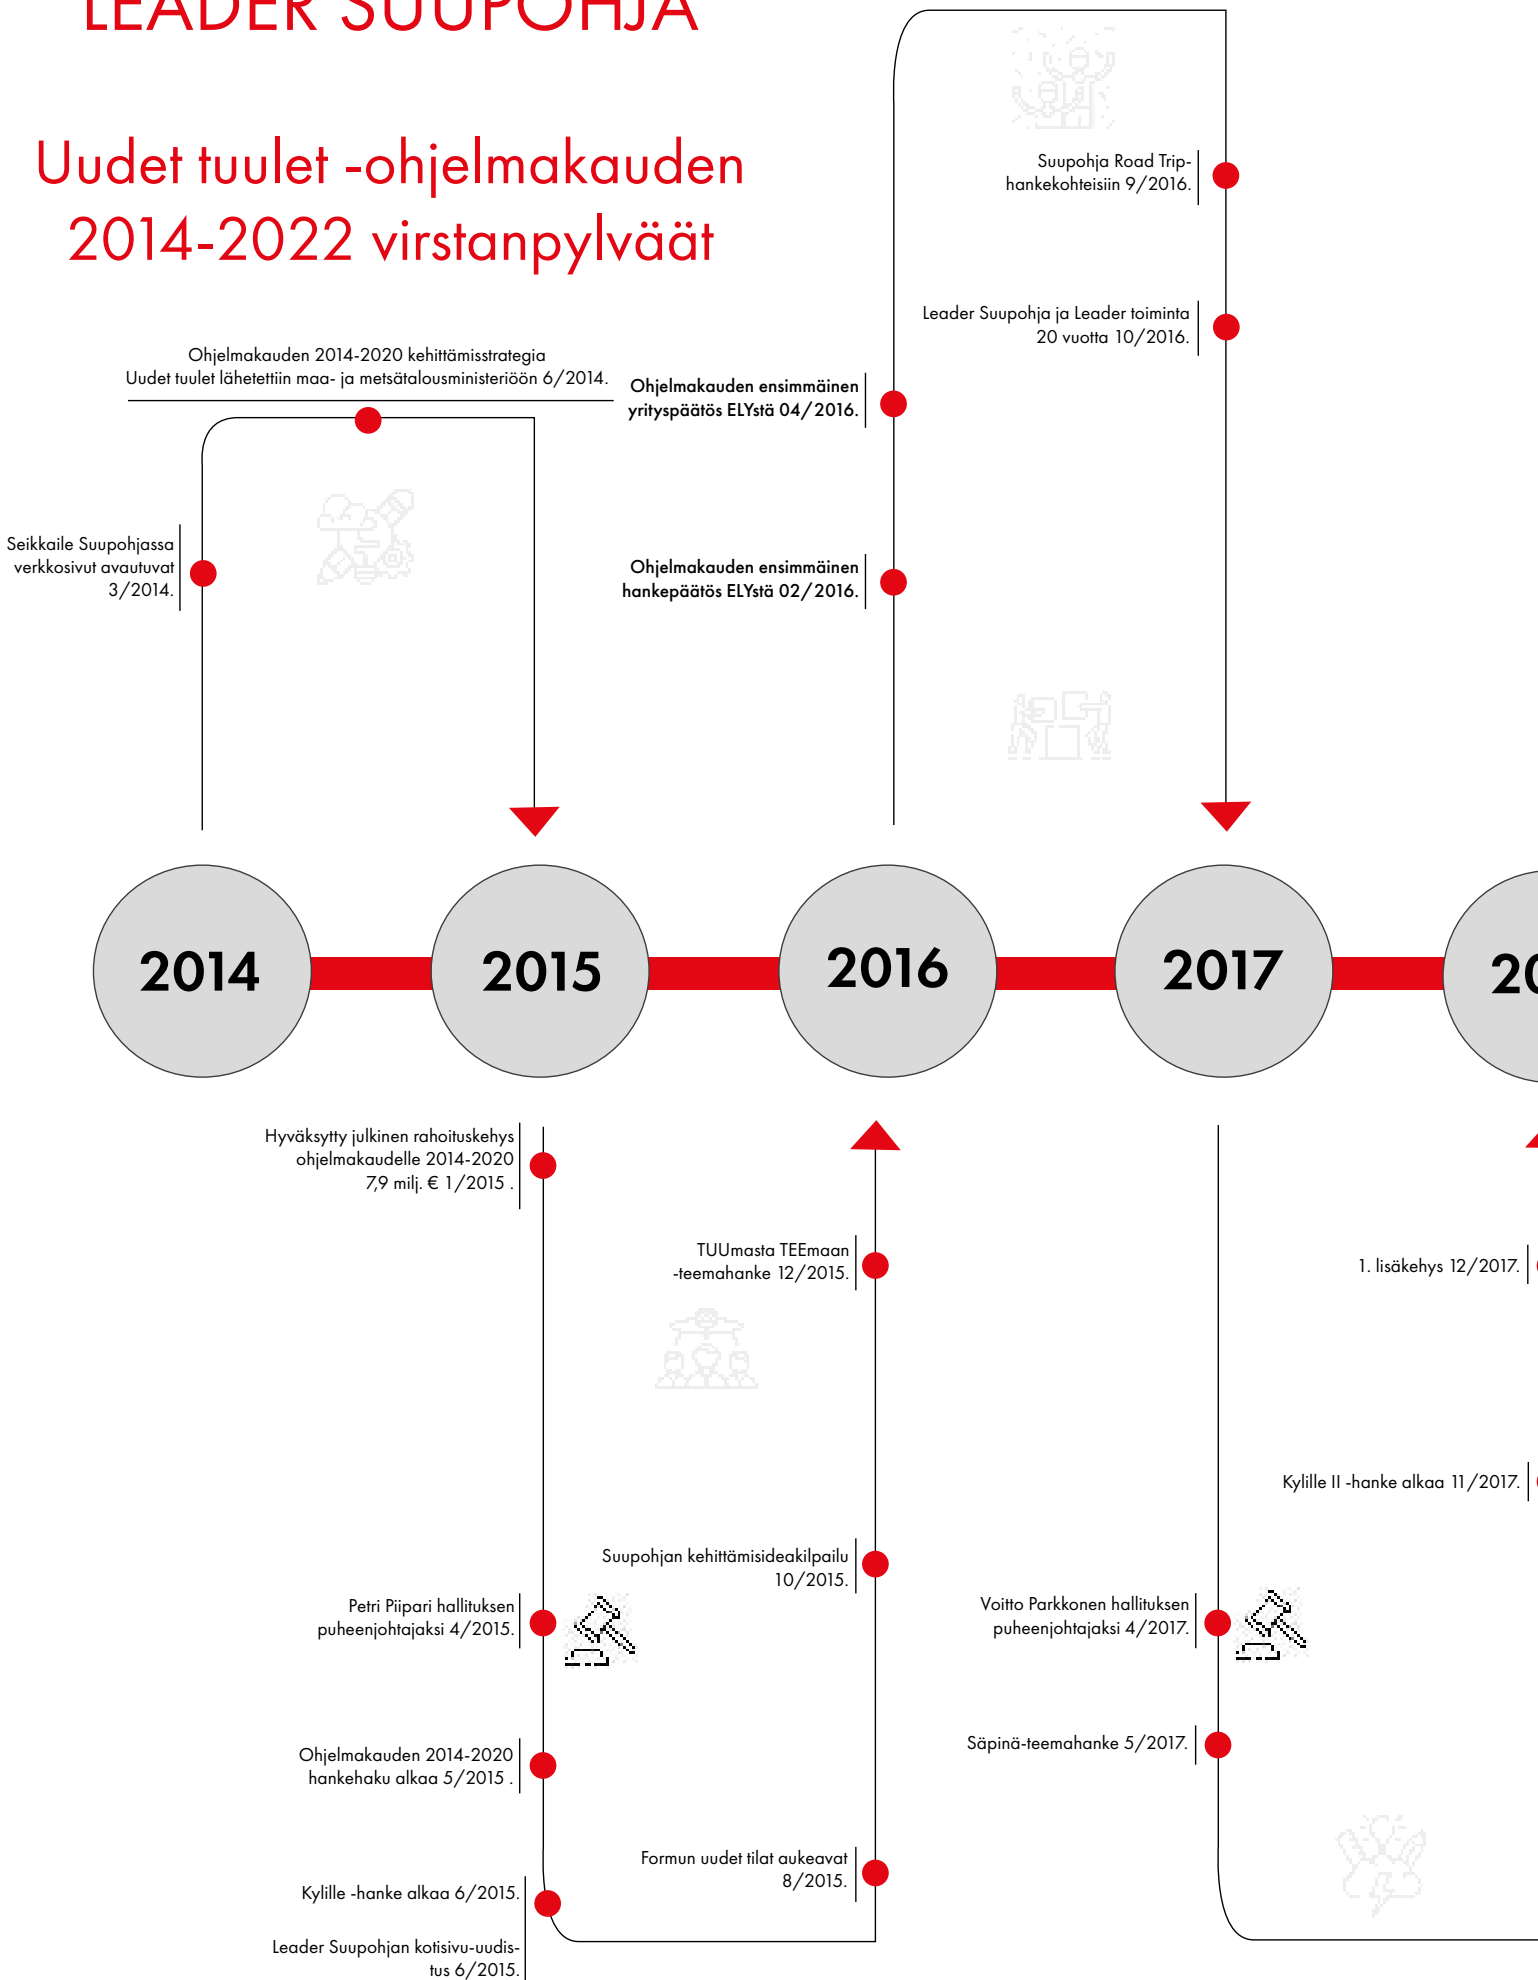 LEADER SUUPOHJA
Uudet tuulet -ohjelmakauden
2014-2022 virstanpylväät
Ohjelmakauden 2014-2020 kehittämisstrategia
Uudet tuulet lähetettiin maa- ja metsätalousministeriöön 6/2014.
Seikkaile Suupohjassa
verkkosivut avautuvat
3/2014.
Ohjelmakauden ensimmäinen
yrityspäätös ELYstä 04/2016.
Ohjelmakauden ensimmäinen
hankepäätös ELYstä 02/2016.
Suupohja Road Trip-
hankekohteisiin 9/2016.
Leader Suupohja ja Leader toiminta
20 vuotta 10/2016.
2014
2015
2016
2017
Hyväksytty julkinen rahoituskehys
ohjelmakaudelle 2014-2020
7,9 milj. € 1/2015 .
Petri Piipari hallituksen
puheenjohtajaksi 4/2015.
Ohjelmakauden 2014-2020
hankehaku alkaa 5/2015 .
Kylille -hanke alkaa 6/2015.
Leader Suupohjan kotisivu-uudis-
tus 6/2015.
TUUmasta TEEmaan
-teemahanke 12/2015.
Suupohjan kehittämisideakilpailu
10/2015.
Formun uudet tilat aukeavat
8/2015.
Voitto Parkkonen hallituksen
puheenjohtajaksi 4/2017.
Säpinä-teemahanke 5/2017.
1. lisäkehys 12/2017.
Kylille II -hanke alkaa 11/2017.